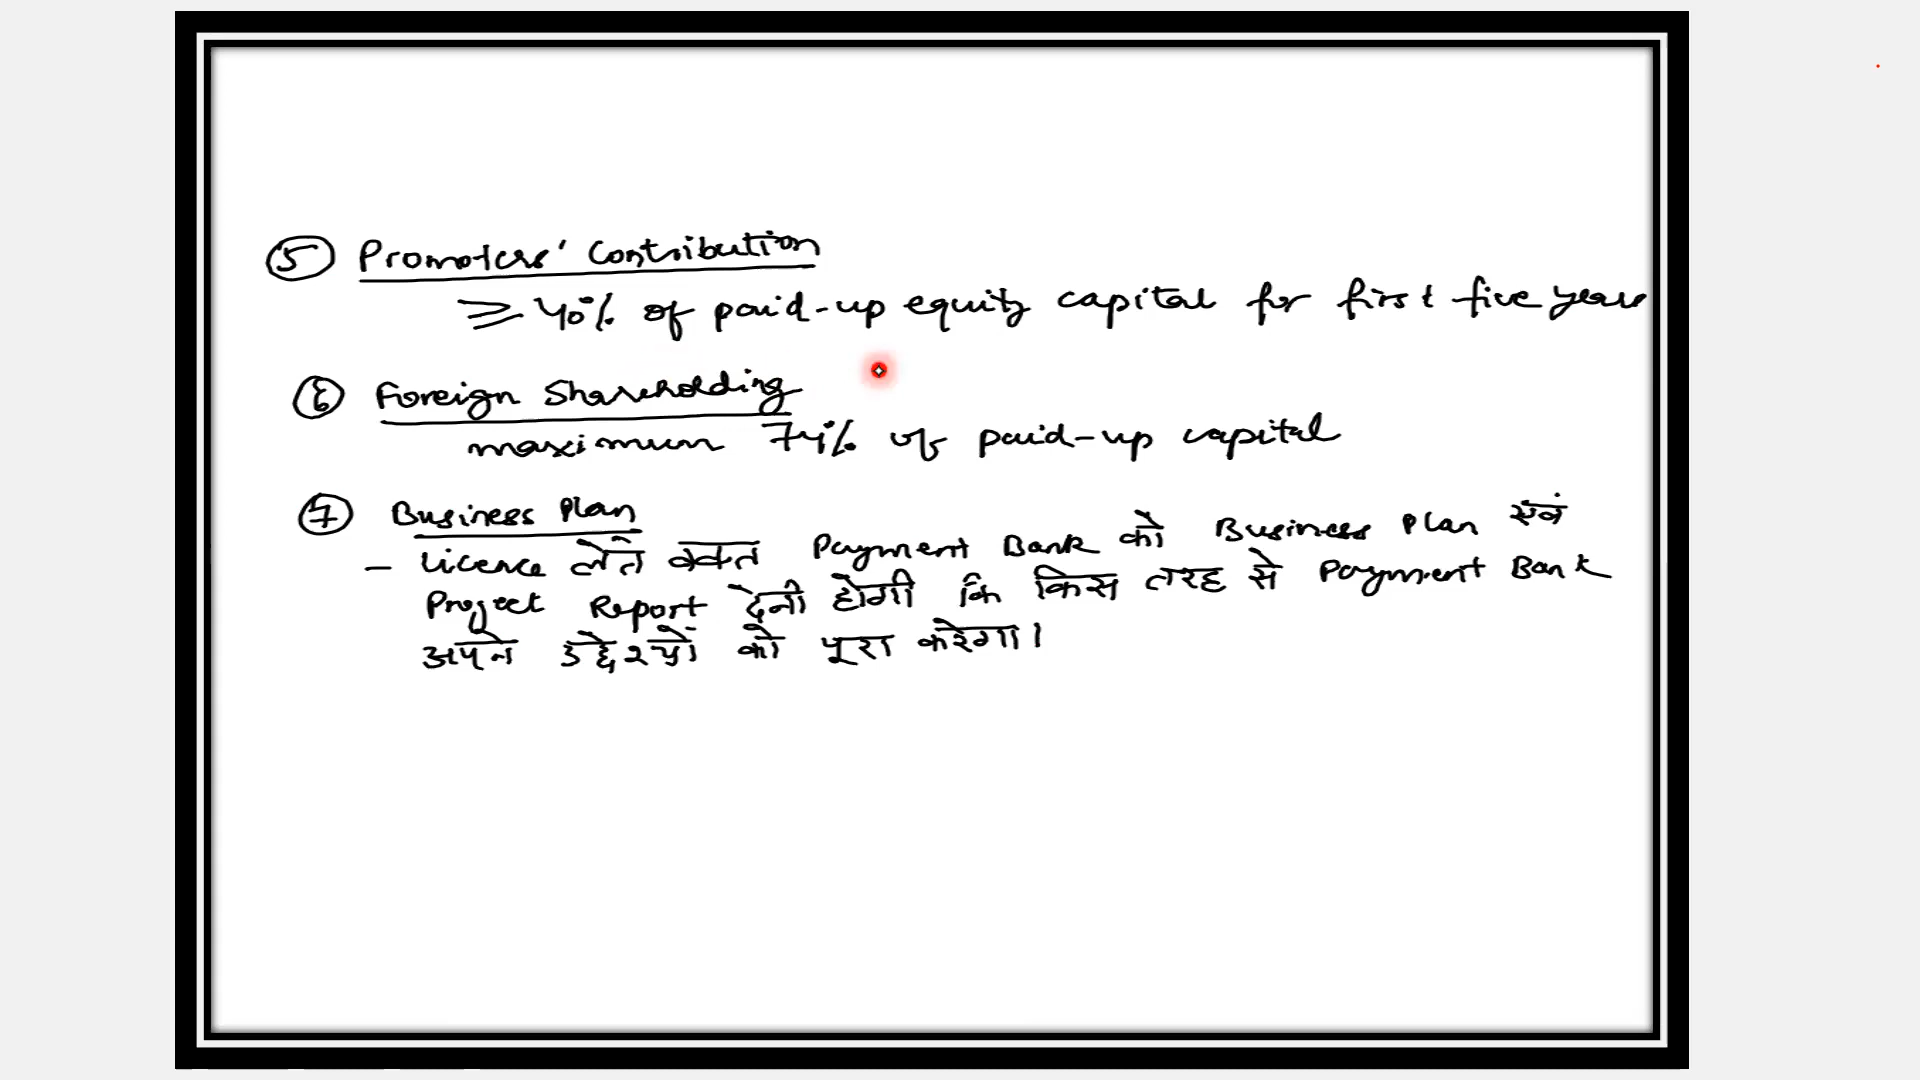 ⑤ Promoters' Contribution
≥ 40% of paid-up equity capital for first five years
⑥ Foreign Shareholding
maximum 74% of paid-up capital
⑦ Business Plan
- Licence लेते वक्त Payment Bank को Business Plan एवं
Project Report देनी होगी कि किस तरह से Payment Bank
अपने उद्देश्यों को पूरा करेगा।